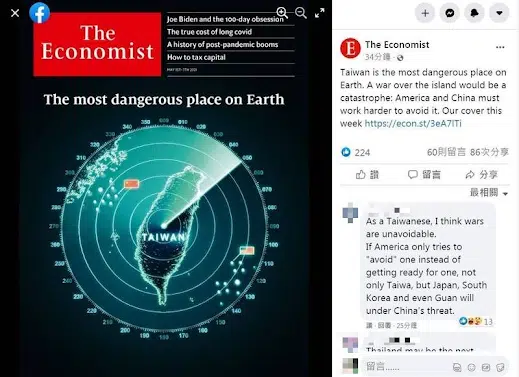 Joe Biden and the 100-day obsession
The true cost of long covid
A history of post-pandemic booms
How to tax capital
The
Economist
The most dangerous place on Earth
TAIWAN
The Economist
34分鐘
Taiwan is the most dangerous place on
Earth. A war over the island would be a
catastrophe: America and China must
work harder to avoid it. Our cover this
week https://econ.st/3eA7lTi
224
60則留言 86次分享
讚
留言
分享
最相關
As a Taiwanese, I think wars
are unavoidable.
If America only tries to
"avoid" one instead of
getting ready for one, not
only Taiwa, but Japan, South
Korea and even Guan will
under China's threat.
讚·回覆·25分鐘
13
Thailand may be the next
留言......